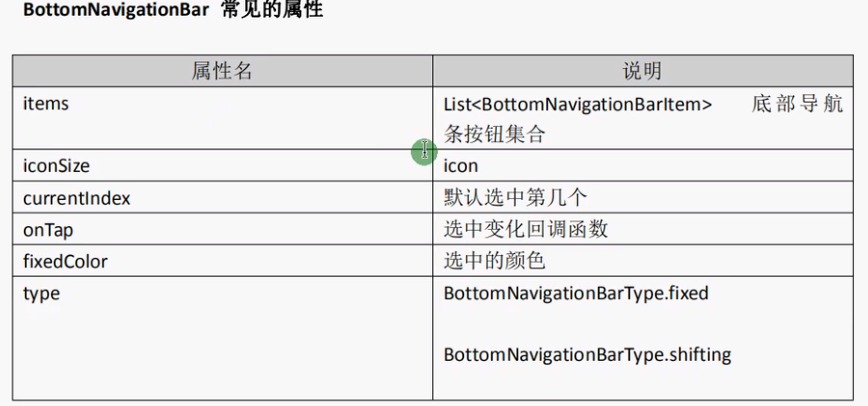 BottomNavigationBar 常见的属性
属性名 说明
items List<BottomNavigationBarItem> 底部导航
条按钮集合
iconSize icon
currentIndex 默认选中第几个
onTap 选中变化回调函数
fixedColor 选中的颜色
type BottomNavigationBarType.fixed
BottomNavigationBarType.shifting